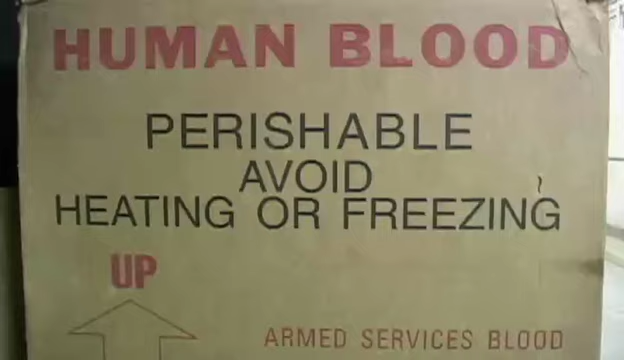 HUMAN BLOOD
PERISHABLE
AVOID
HEATING OR FREEZING
UP
ARMED SERVICES BLOOD